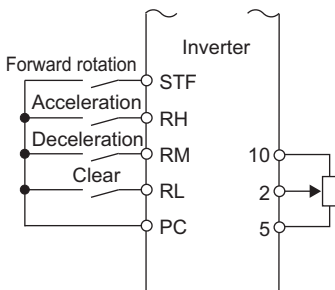 Inverter
Forward rotation
STF
Acceleration
RH
Deceleration
RM
10
Clear
RL
2
PC
5